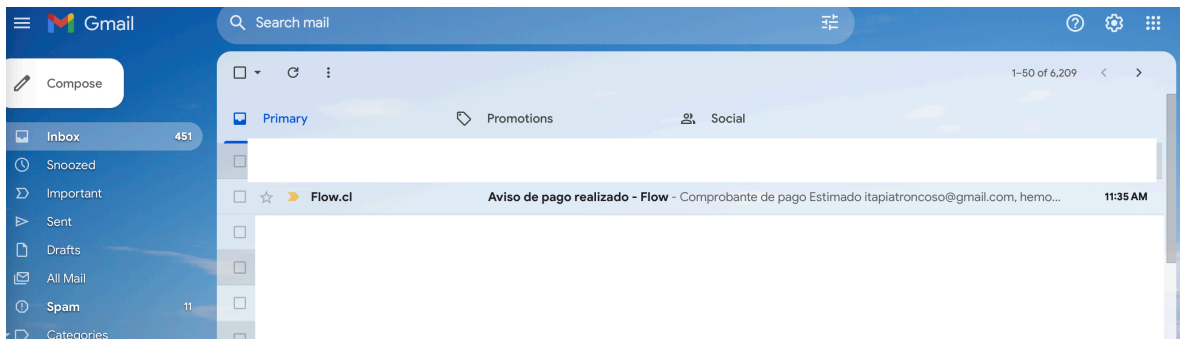 Gmail
Search mail
Compose
1–50 of 6,209
Primary
Promotions
Social
Inbox 451
Snoozed
Important
Flow.cl Aviso de pago realizado - Flow - Comprobante de pago Estimado itapiatroncoso@gmail.com, hemo... 11:35 AM
Sent
Drafts
All Mail
Spam 11
Categories